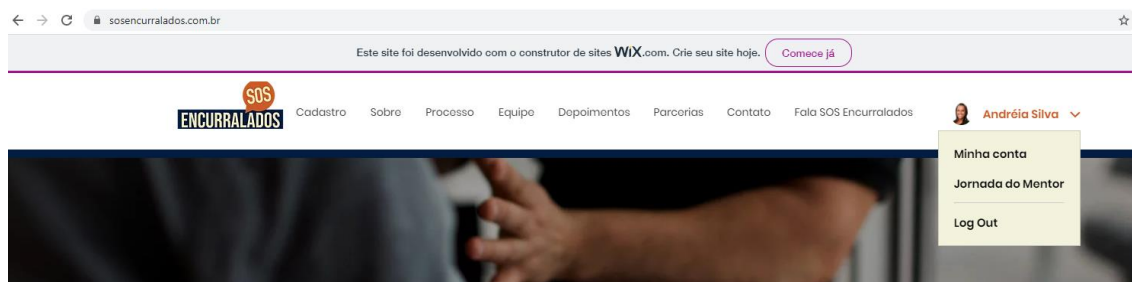 sosencurralados.com.br
Este site foi desenvolvido com o construtor de sites WiX.com. Crie seu site hoje. Comece já
SOS
ENCURRALADOS
Cadastro Sobre Processo Equipe Depoimentos Parcerias Contato Fala SOS Encurralados Andréia Silva
Minha conta
Jornada do Mentor
Log Out